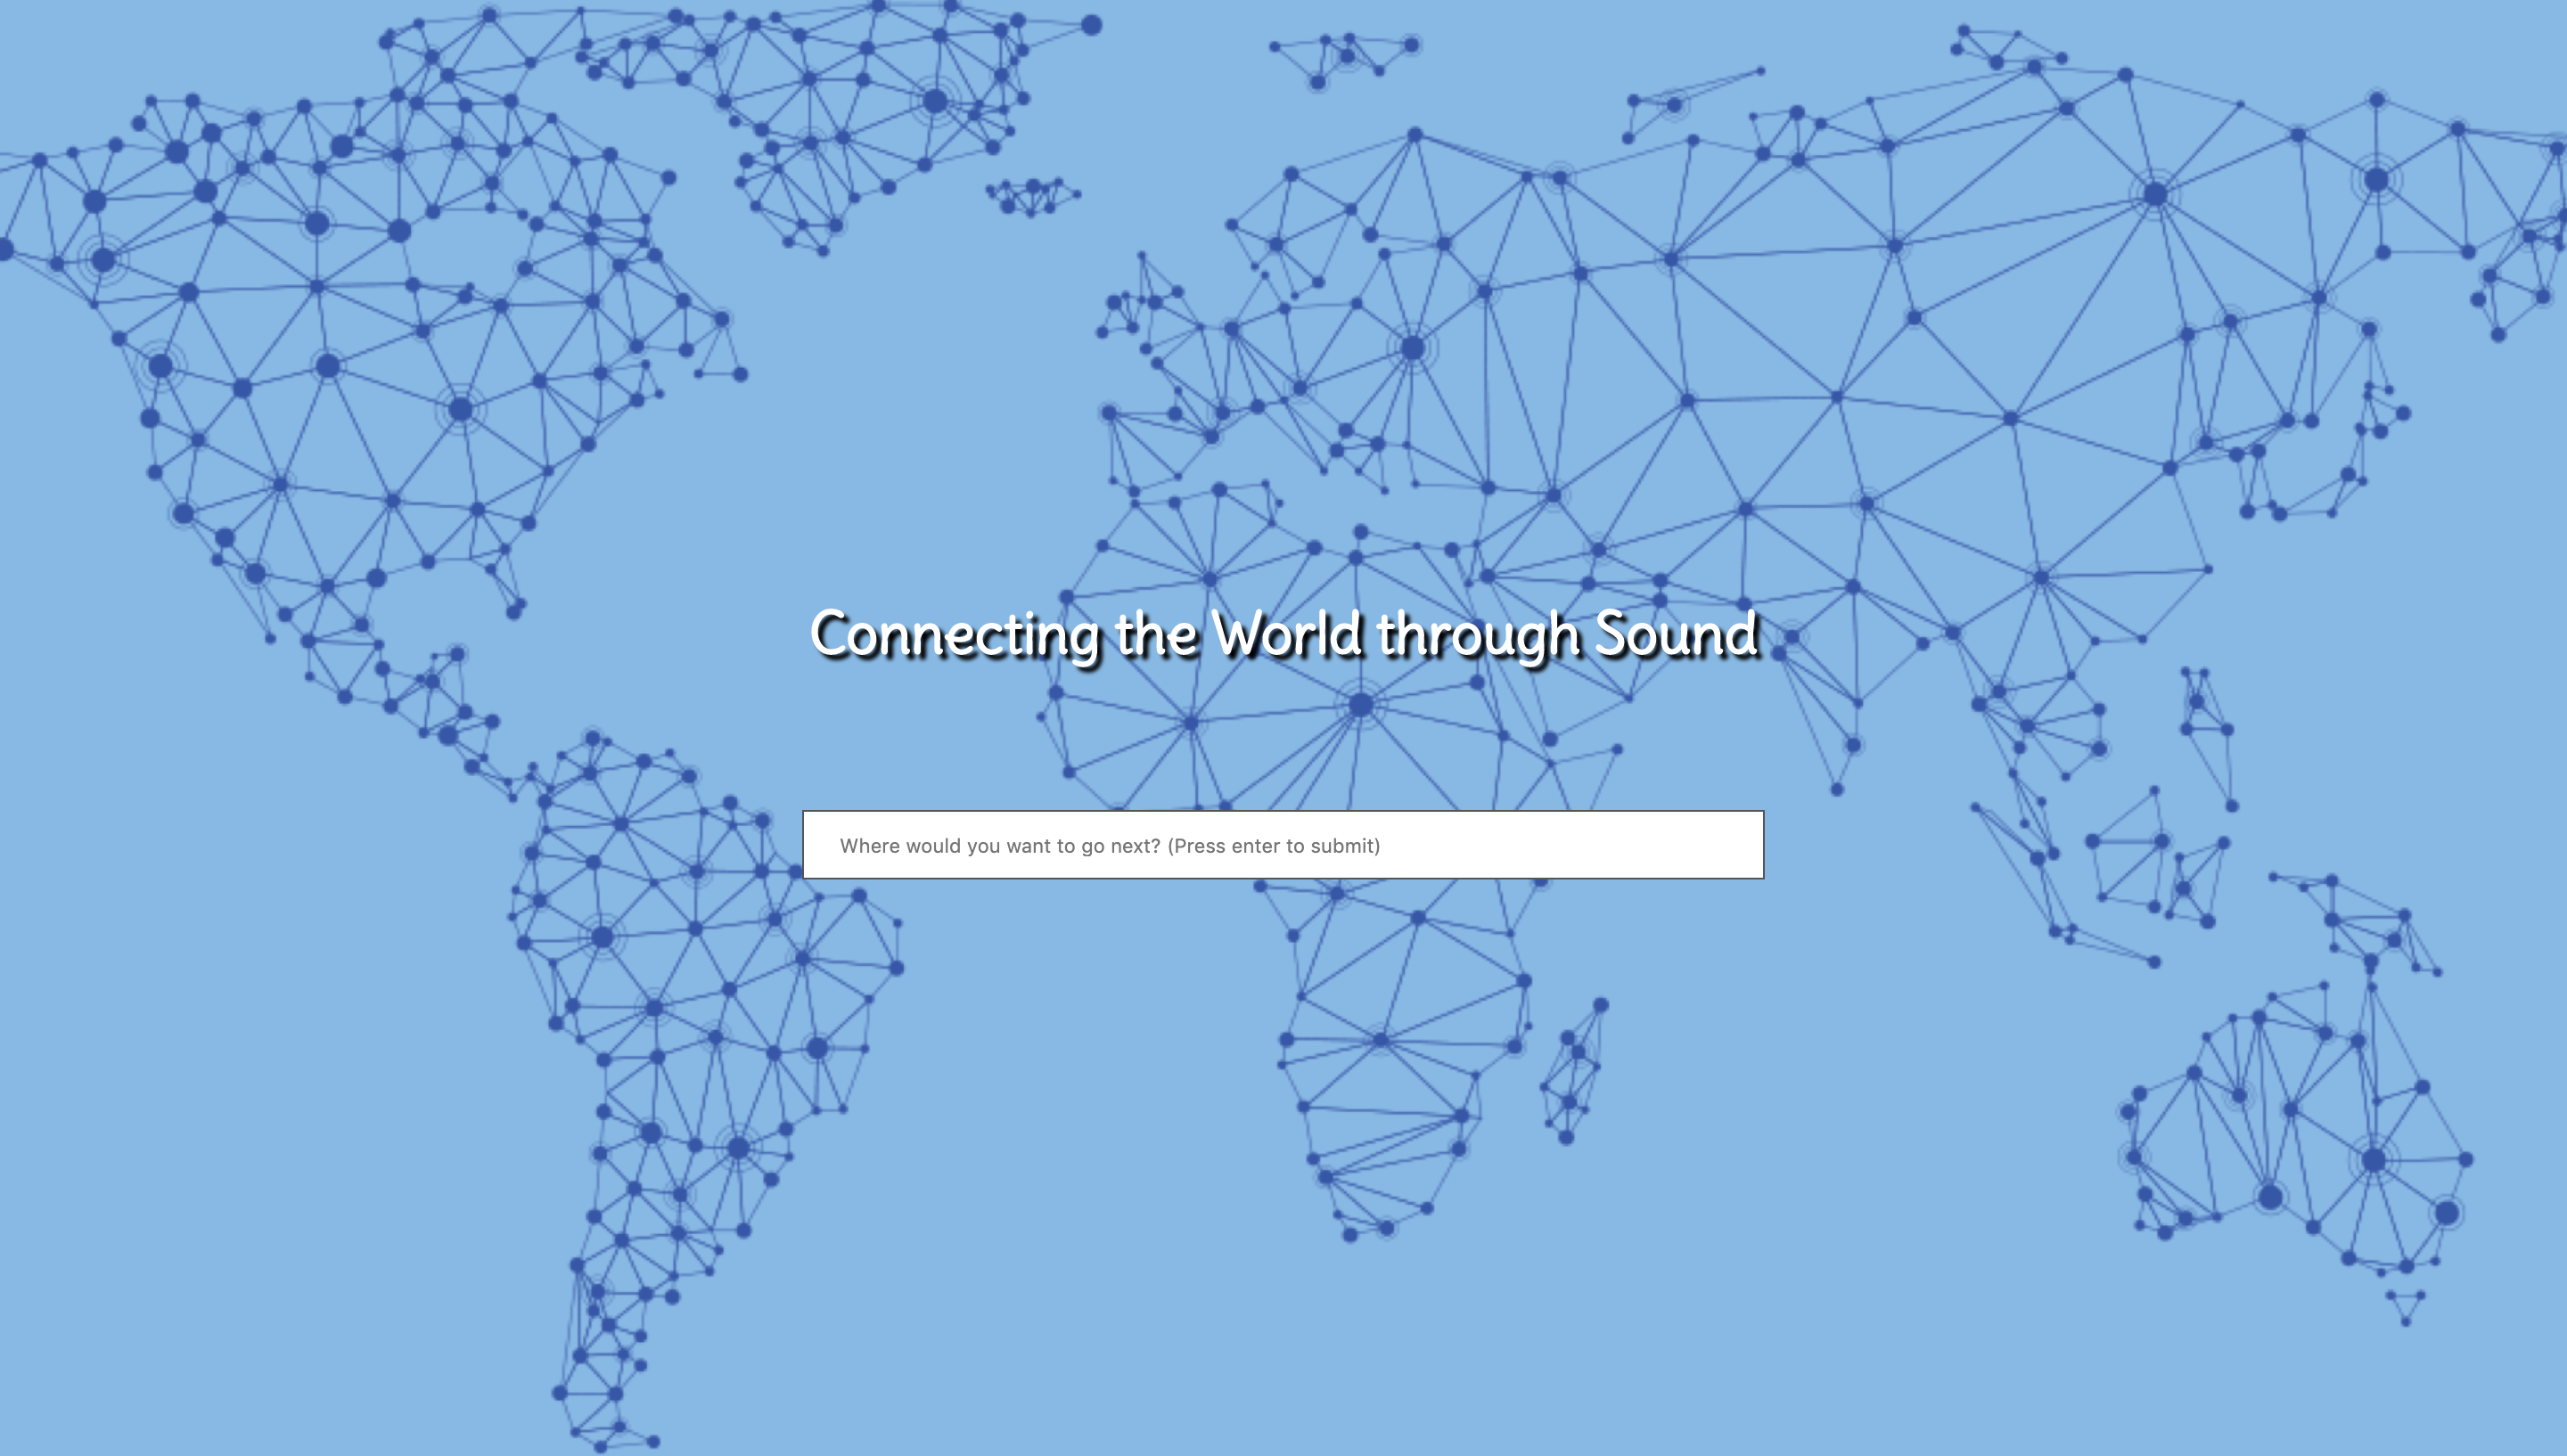 Connecting the World through Sound
Where would you want to go next? (Press enter to submit)